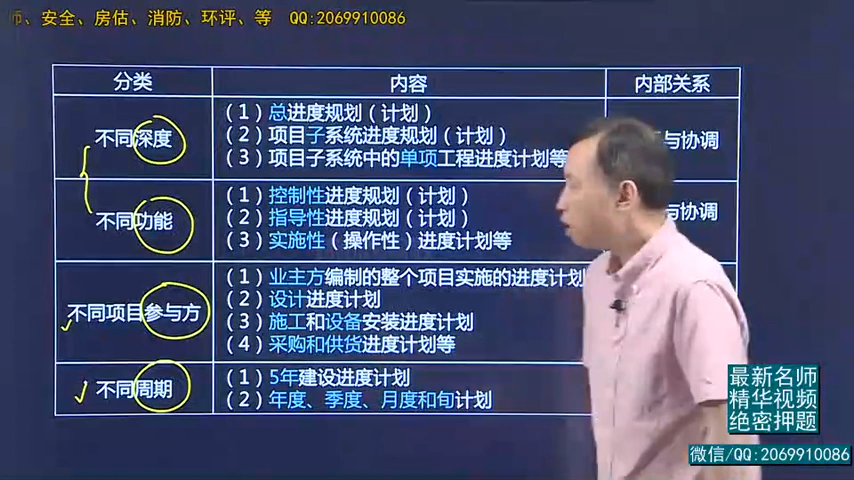 师、安全、房估、消防、环评、等 QQ:2069910086
分类 内容 内部关系
不同深度
（1）总进度规划（计划）
（2）项目子系统进度规划（计划）
（3）项目子系统中的单项工程进度计划等
与协调
不同功能
（1）控制性进度规划（计划）
（2）指导性进度规划（计划）
（3）实施性（操作性）进度计划等
与协调
不同项目参与方
（1）业主方编制的整个项目实施的进度计划
（2）设计进度计划
（3）施工和设备安装进度计划
（4）采购和供货进度计划等
不同周期
（1）5年建设进度计划
（2）年度、季度、月度和旬计划
最新名师
精华视频
绝密押题
微信/QQ:2069910086